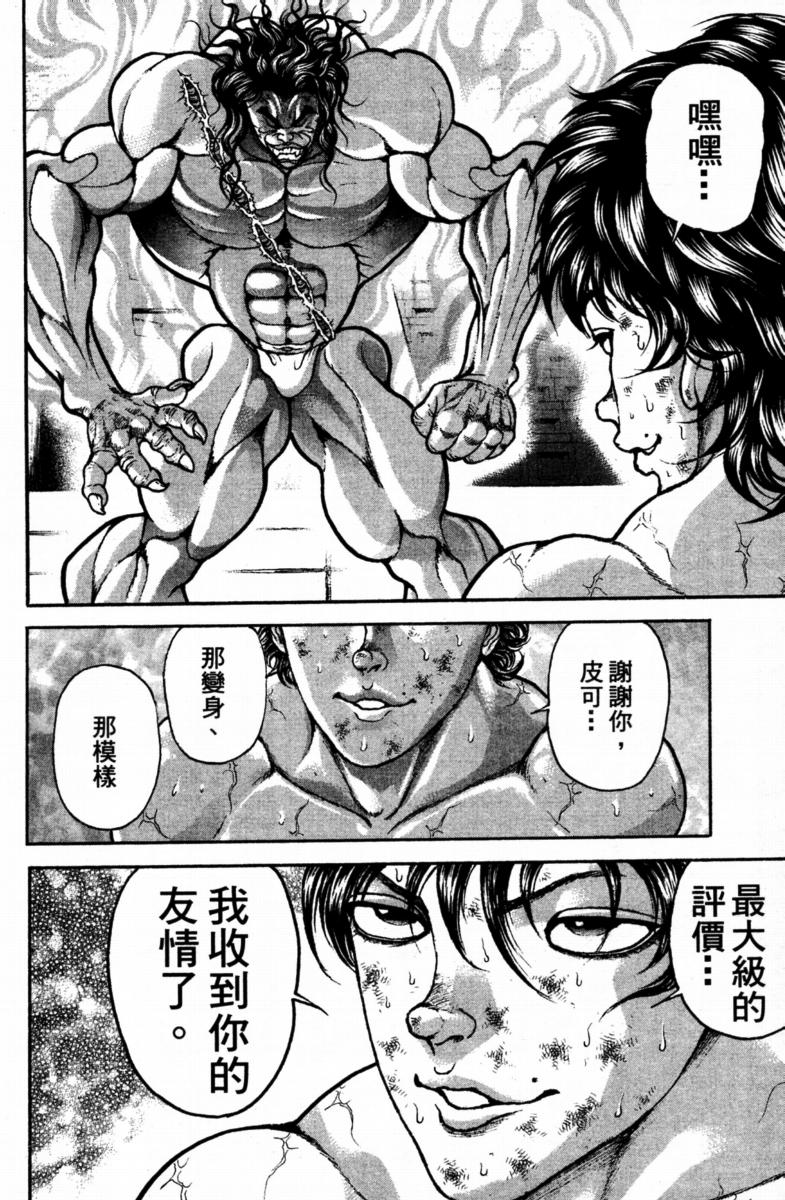 嘿嘿…
謝謝你，
皮可…
那變身、
那模樣
最大級的
評價…
我收到你的
友情了。